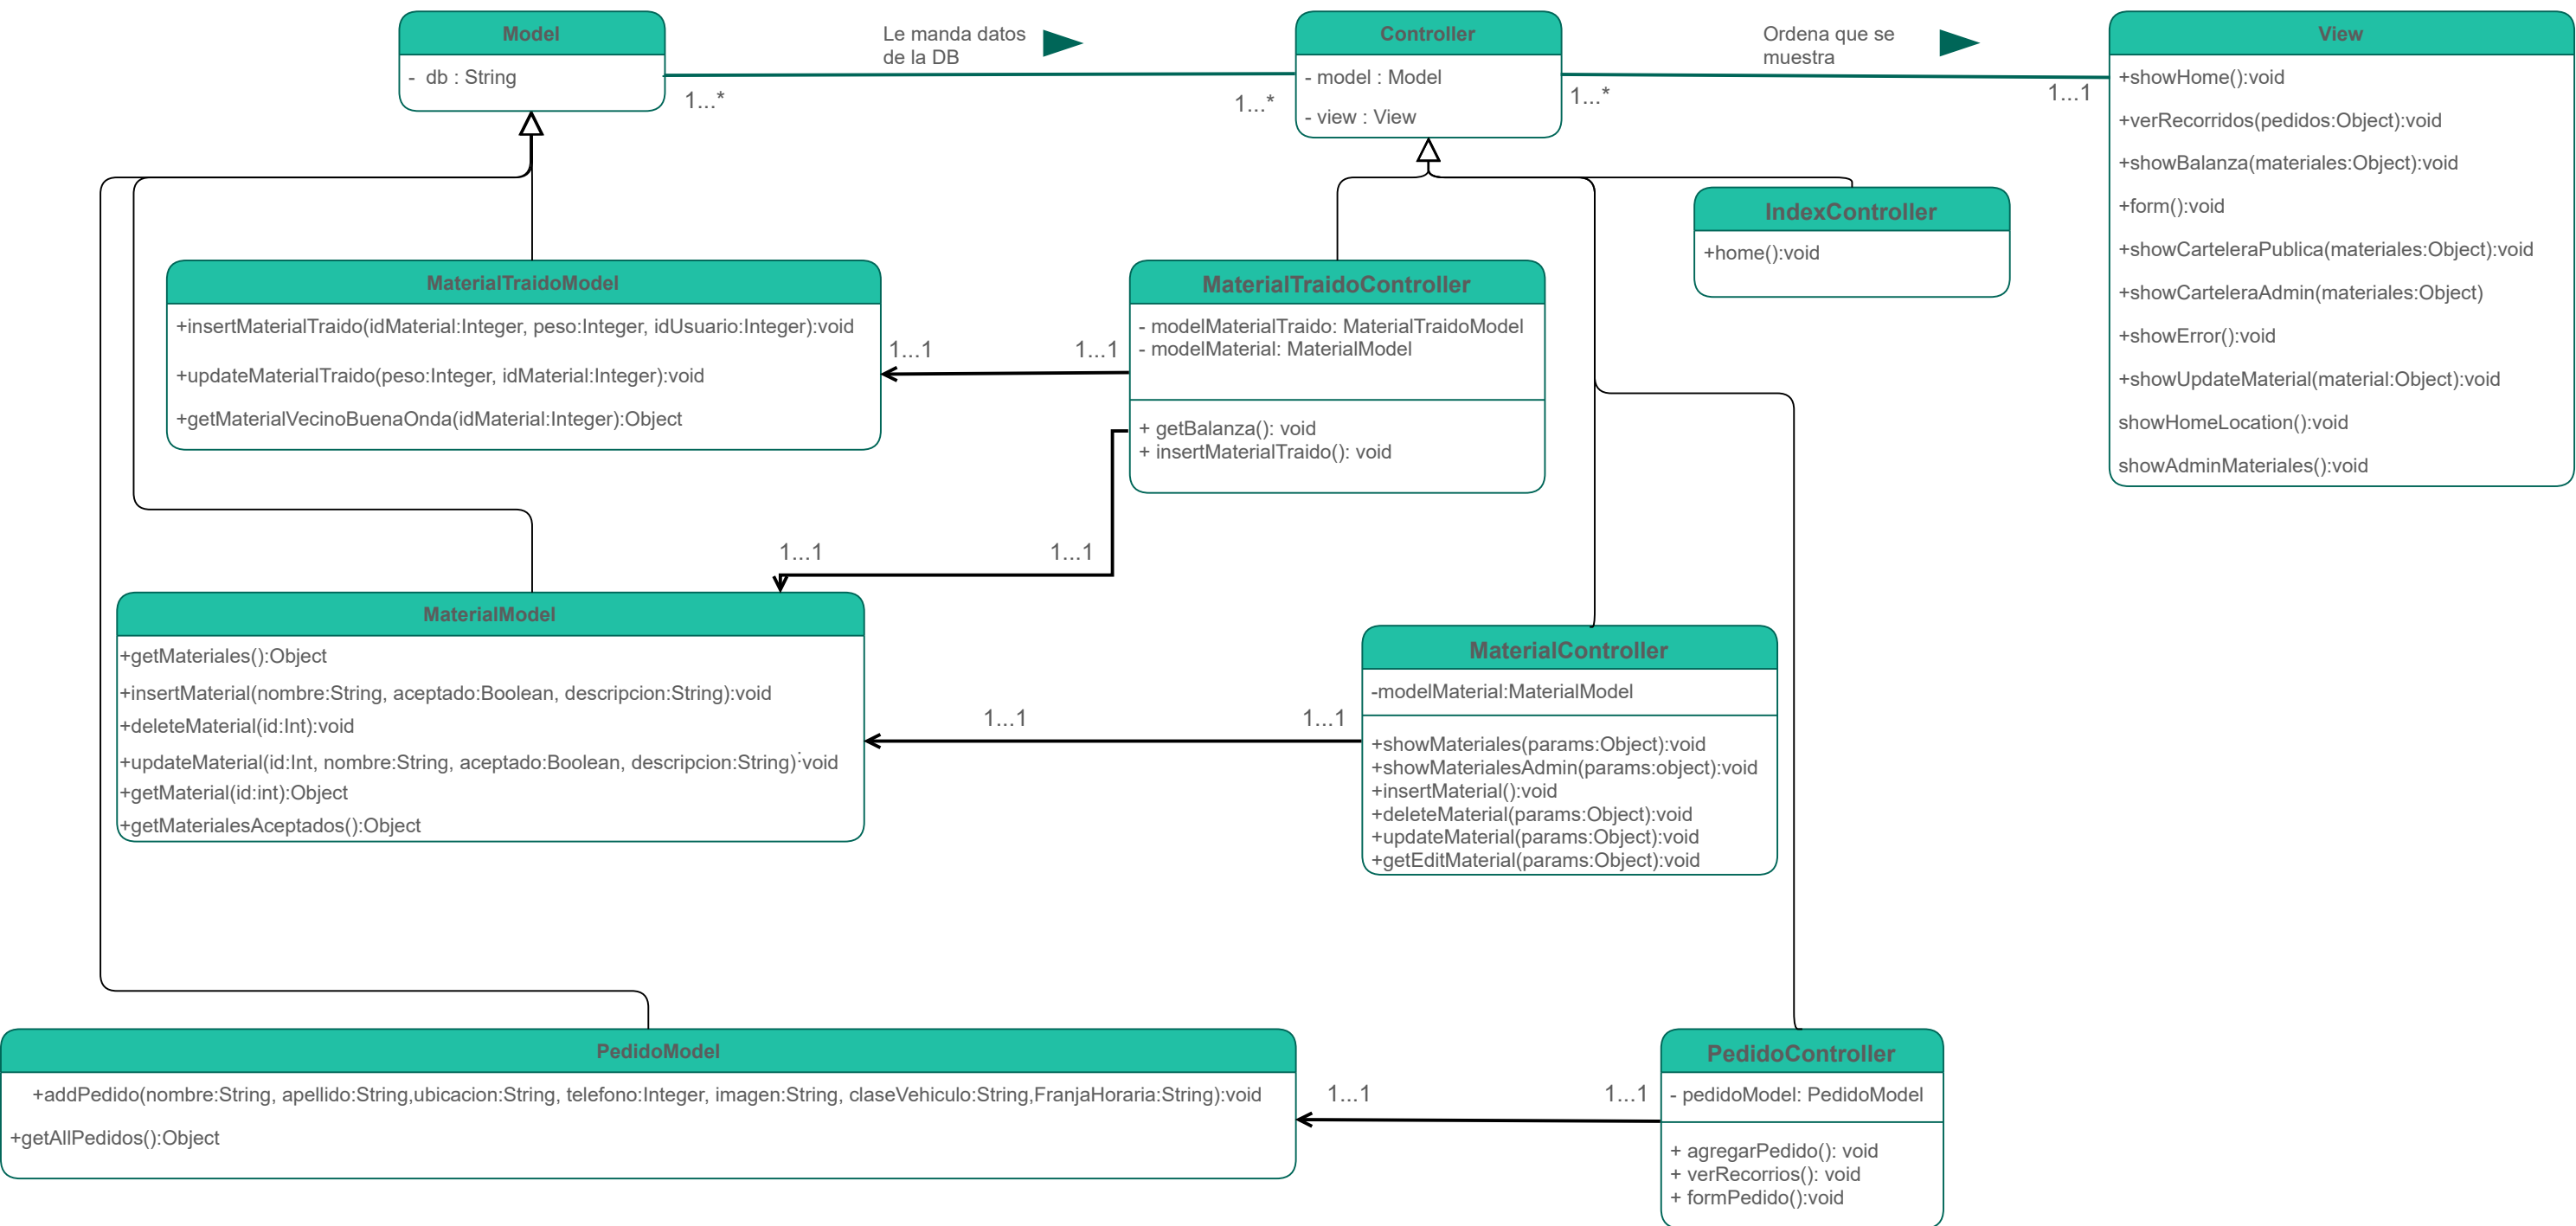 Model
- db : String
Le manda datos
de la DB
1...*
1...*
Controller
- model : Model
- view : View
Ordena que se
muestra
1...*
1...1
View
+showHome():void
+verRecorridos(pedidos:Object):void
+showBalanza(materiales:Object):void
+form():void
+showCarteleraPublica(materiales:Object):void
+showCarteleraAdmin(materiales:Object)
+showError():void
+showUpdateMaterial(material:Object):void
showHomeLocation():void
showAdminMateriales():void
IndexController
+home():void
MaterialTraidoModel
+insertMaterialTraido(idMaterial:Integer, peso:Integer, idUsuario:Integer):void
+updateMaterialTraido(peso:Integer, idMaterial:Integer):void
+getMaterialVecinoBuenaOnda(idMaterial:Integer):Object
1...1
1...1
MaterialTraidoController
- modelMaterialTraido: MaterialTraidoModel
- modelMaterial: MaterialModel
+ getBalanza(): void
+ insertMaterialTraido(): void
1...1
1...1
MaterialModel
+getMateriales():Object
+insertMaterial(nombre:String, aceptado:Boolean, descripcion:String):void
+deleteMaterial(id:Int):void
+updateMaterial(id:Int, nombre:String, aceptado:Boolean, descripcion:String):void
+getMaterial(id:int):Object
+getMaterialesAceptados():Object
1...1
1...1
MaterialController
-modelMaterial:MaterialModel
+showMateriales(params:Object):void
+showMaterialesAdmin(params:object):void
+insertMaterial():void
+deleteMaterial(params:Object):void
+updateMaterial(params:Object):void
+getEditMaterial(params:Object):void
PedidoModel
+addPedido(nombre:String, apellido:String,ubicacion:String, telefono:Integer, imagen:String, claseVehiculo:String,FranjaHoraria:String):void
+getAllPedidos():Object
1...1
1...1
PedidoController
- pedidoModel: PedidoModel
+ agregarPedido(): void
+ verRecorrios(): void
+ formPedido():void